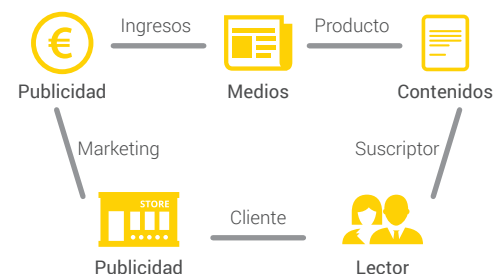 Ingresos
Producto
€
Publicidad
Medios
Contenidos
Marketing
Suscriptor
STORE
Cliente
Publicidad
Lector